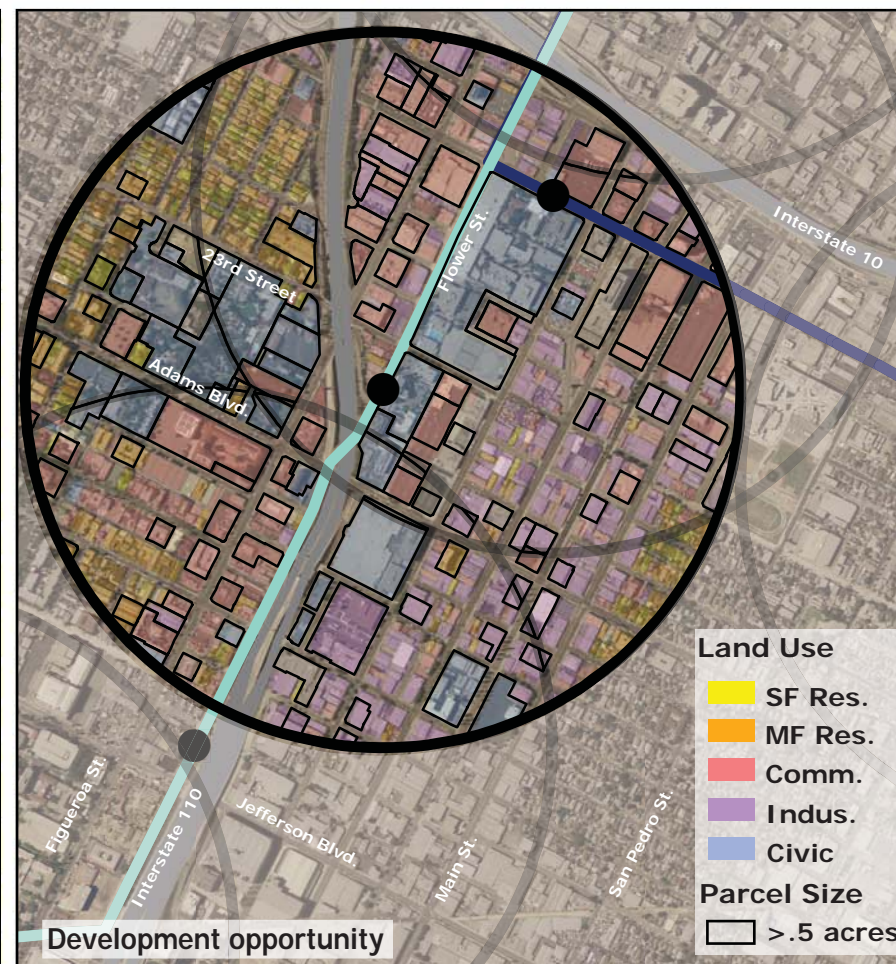 Interstate 10
Flower St.
23rd Street
Adams Blvd.
Land Use
SF Res.
MF Res.
Comm.
Indus.
Civic
Parcel Size
>.5 acres
Figueroa St.
Interstate 110
Jefferson Blvd.
Main St.
San Pedro St.
Development opportunity